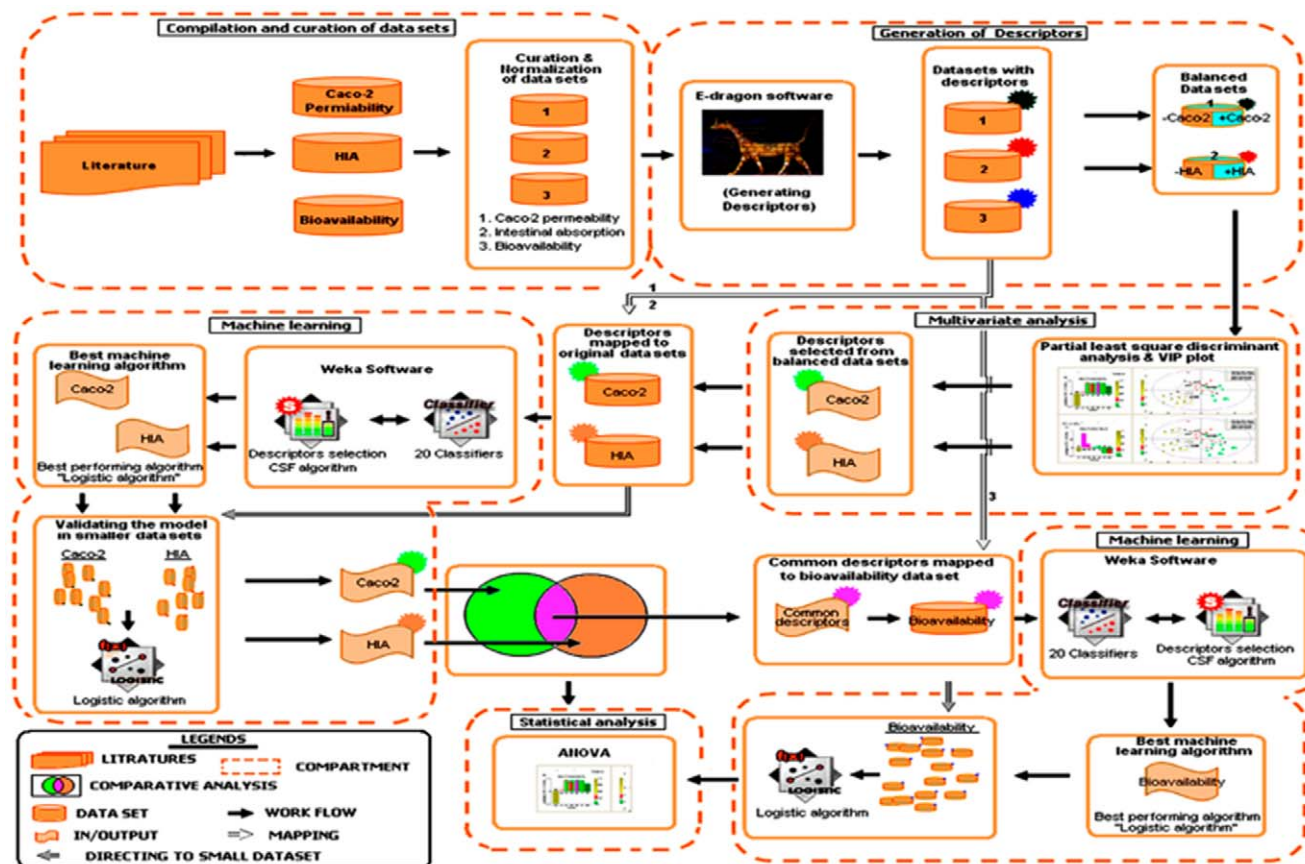 Compilation and curation of data sets
Literature
Caco-2
Permiability
HIA
Bioavailability
Curation &
Normalization
of data sets
1
2
3
1. Caco-2 permeability
2. Intestinal absorption
3. Bioavailability
Generation of Descriptors
E-dragon software
(Generating
Descriptors)
Datasets with
descriptors
1
2
3
Balanced
Data sets
1
-Caco-2 +Caco-2
2
-HIA +HIA
1
2
Machine learning
Best machine
learning algorithm
Caco-2
HIA
Best performing algorithm
"Logistic algorithm"
Weka Software
Descriptors selection
CSF algorithm
Classifier
20 Classifiers
Descriptors
mapped to
original data sets
Caco-2
HIA
Multivariate analysis
Descriptors
selected from
balanced data sets
Caco-2
HIA
Partial least square discriminant
analysis & VIP plot
3
Validating the model
in smaller data sets
Caco-2 HIA
LOGISTIC
Logistic algorithm
Caco-2
HIA
Common descriptors mapped
to bioavailability data set
Common
descriptors
Bioavailability
Machine learning
Weka Software
Classifier
20 Classifiers
S
Descriptors selection
CSF algorithm
Statistical analysis
ANOVA
Bioavailability
LOGISTIC
Logistic algorithm
Best machine
learning algorithm
Bioavailability
Best performing algorithm
"Logistic algorithm"
LEGENDS
LITRATURES
COMPARTMENT
COMPARATIVE ANALYSIS
DATA SET
WORK FLOW
IN/OUTPUT
MAPPING
DIRECTING TO SMALL DATASET